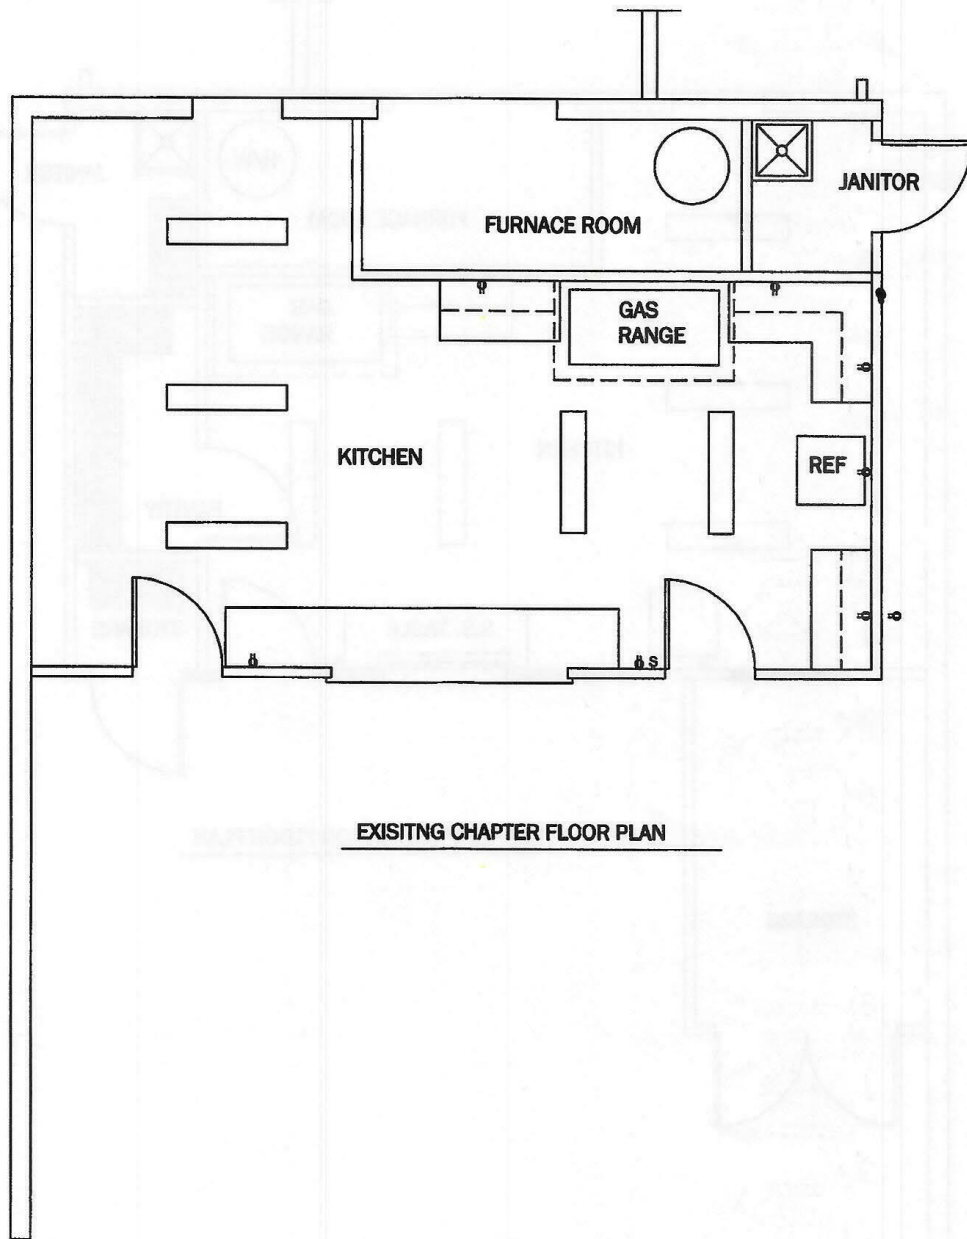 JANITOR
FURNACE ROOM
GAS
RANGE
KITCHEN
REF
S
EXISITNG CHAPTER FLOOR PLAN